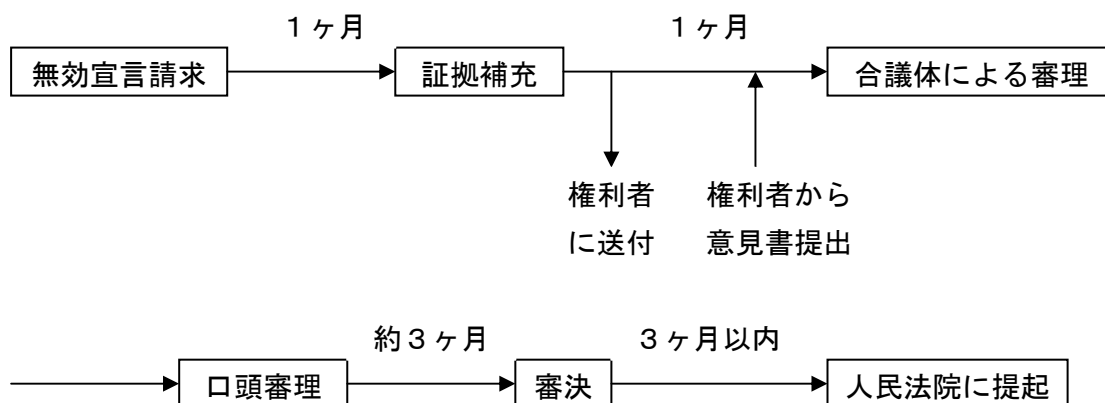 １ヶ月
１ヶ月
無効宣言請求
証拠補充
合議体による審理
権利者
に送付
権利者から
意見書提出
約３ヶ月
３ヶ月以内
口頭審理
審決
人民法院に提起